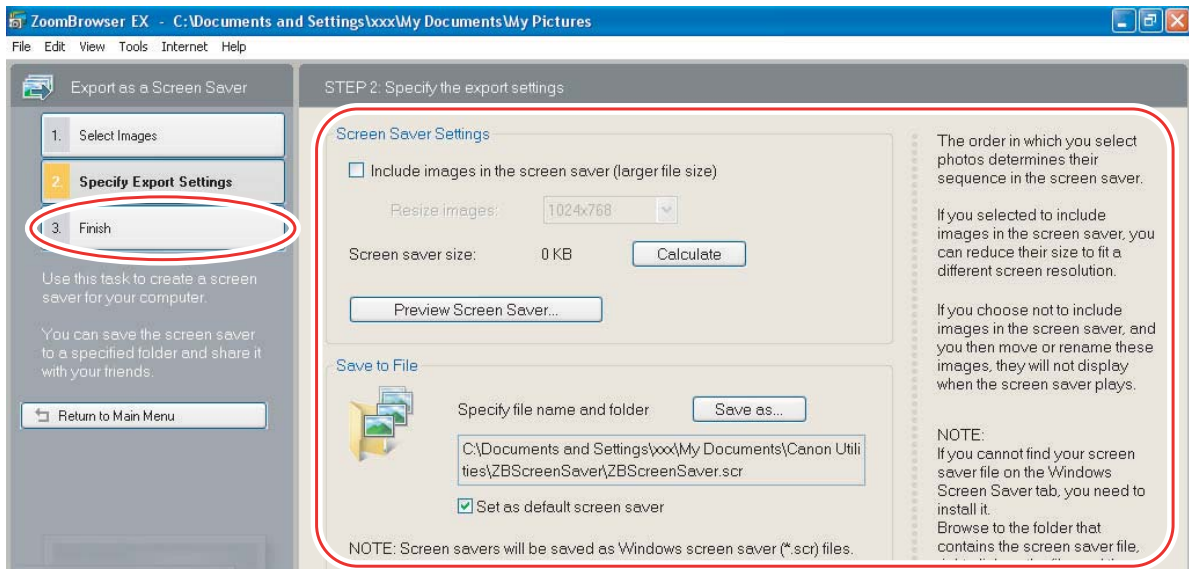 ZoomBrowser EX - C:\Documents and Settings\xxx\My Documents\My Pictures
File Edit View Tools Internet Help
Export as a Screen Saver
1. Select Images
2. Specify Export Settings
3. Finish
Use this task to create a screen
saver for your computer.
You can save the screen saver
to a specified folder and share it
with your friends.
Return to Main Menu
STEP 2: Specify the export settings
Screen Saver Settings
Include images in the screen saver (larger file size)
Resize images: 1024x768
Screen saver size: 0 KB Calculate
Preview Screen Saver...
Save to File
Specify file name and folder Save as...
C:\Documents and Settings\xxx\My Documents\Canon Utili
ties\ZBScreenSaver\ZBScreenSaver.scr
Set as default screen saver
NOTE: Screen savers will be saved as Windows screen saver (*.scr) files.
The order in which you select
photos determines their
sequence in the screen saver.
If you selected to include
images in the screen saver, you
can reduce their size to fit a
different screen resolution.
If you choose not to include
images in the screen saver, and
you then move or rename these
images, they will not display
when the screen saver plays.
NOTE:
If you cannot find your screen
saver file on the Windows
Screen Saver tab, you need to
install it.
Browse to the folder that
contains the screen saver file,